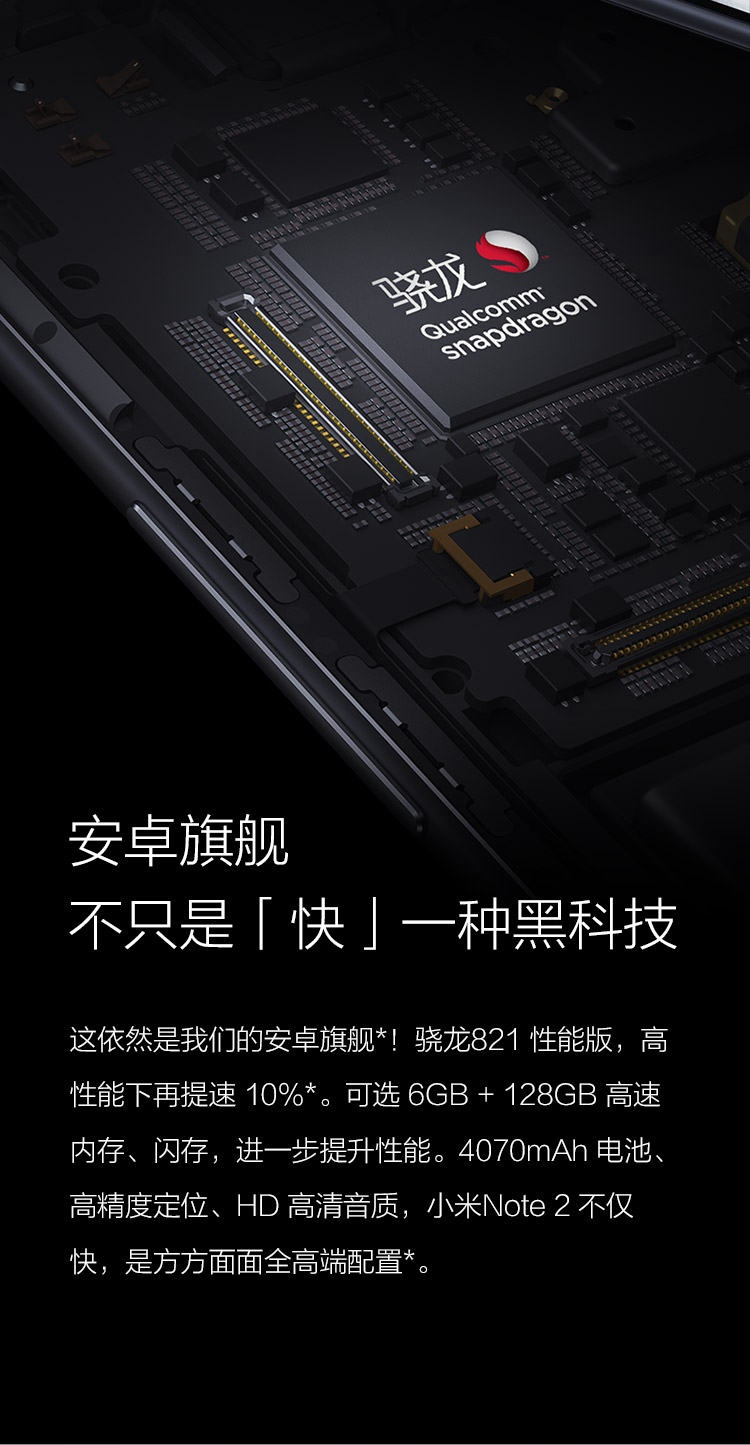 骁龙
Qualcomm
snapdragon
安卓旗舰
不只是「快」一种黑科技
这依然是我们的安卓旗舰*！骁龙821 性能版，高
性能下再提速 10%*。可选 6GB + 128GB 高速
内存、闪存，进一步提升性能。4070mAh 电池、
高精度定位、HD 高清音质，小米Note 2 不仅
快，是方方面面全高端配置*。